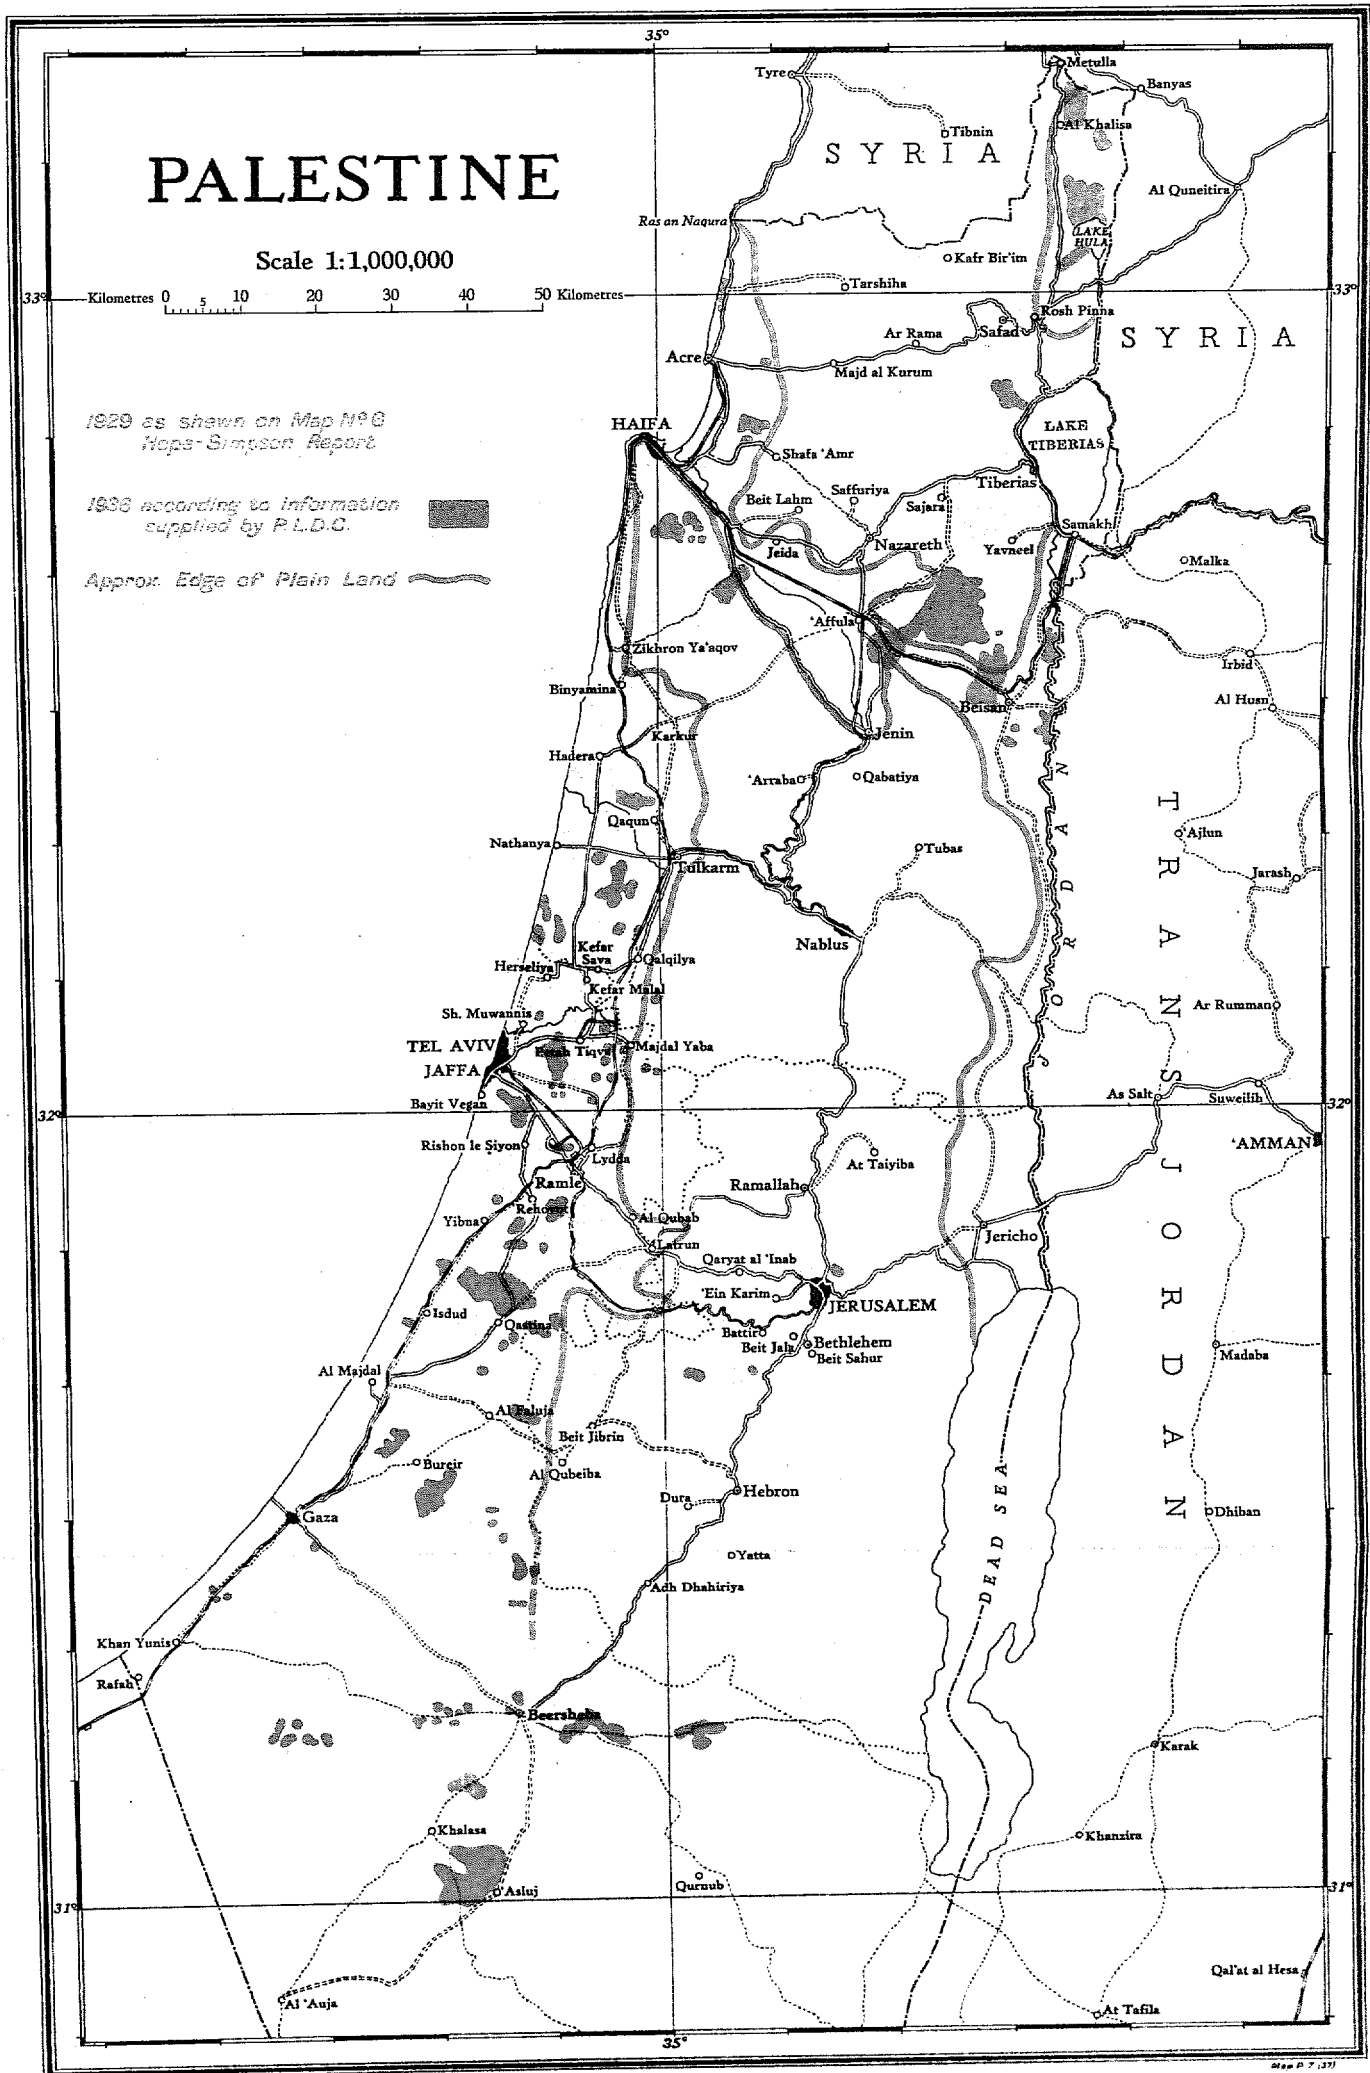 35°
PALESTINE
Scale 1:1,000,000
Kilometres 0 5 10 20 30 40 50 Kilometres
33°
1929 as shewn on Map Nº 6
Hope-Simpson Report
1936 according to information
supplied by P.L.D.C.
Approx. Edge of Plain Land
Tyre
Metulla
Banyas
Tibnin
Al Khalisa
SYRIA
Al Quneitira
Ras an Naqura
LAKE
HULA
Kafr Bir'im
Tarshiha
Rosh Pinna
Safad
Ar Rama
SYRIA
Acre
Majd al Kurum
HAIFA
LAKE
TIBERIAS
Shafa 'Amr
Tiberias
Saffuriya
Beit Lahm
Sajara
Samakh
Nazareth
Jeida
Yavneel
Malka
'Affula
Zikhron Ya'aqov
Irbid
Binyamina
Beisan
Al Husn
Karkur
Jenin
Hadera
'Arraba
Qabatiya
Qaqun
'Ajlun
Nathanya
Tubas
Tulkarm
Jarash
JORDAN
TRANSJORDAN
Nablus
Kefar
Sava
Qalqilya
Herseliya
Kefar Malal
Ar Rumman
Sh. Muwannis
TEL AVIV
Petah Tiqva
Majdal Yaba
JAFFA
As Salt
Suweilih
Bayit Vegan
32°
32°
Rishon le Siyon
'AMMAN
Lydda
At Taiyiba
Ramle
Ramallah
Rehovot
Yibna
Al Qubab
Jericho
Latrun
Qaryat al 'Inab
'Ein Karim
JERUSALEM
Isdud
Qastina
Battir
Beit Jala
Bethlehem
Beit Sahur
Madaba
Al Majdal
Al Faluja
Beit Jibrin
Bureir
Al Qubeiba
DEAD SEA
Dura
Hebron
Gaza
Dhiban
Yatta
Adh Dhahiriya
Khan Yunis
Rafah
Beersheba
Karak
Khalasa
Khanzira
Qurnub
'Asluj
31°
31°
Qal'at al Hesa
Al 'Auja
At Tafila
35°